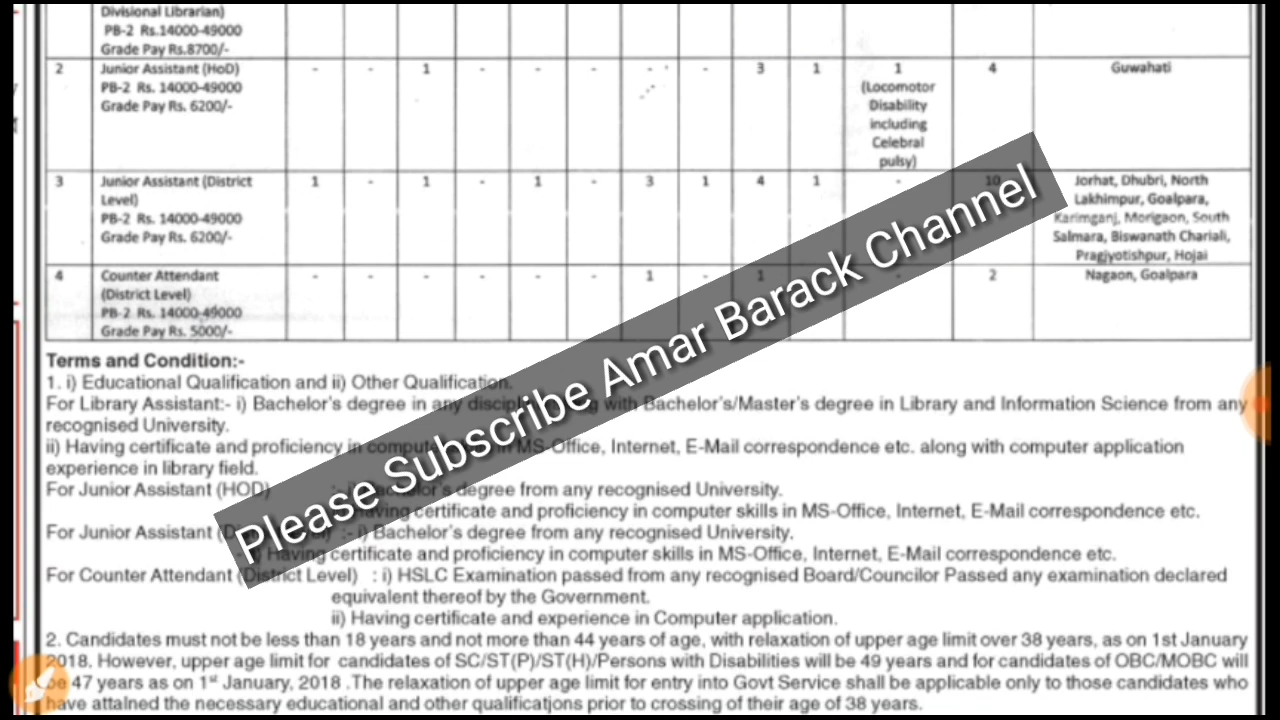 Divisional Librarian)
PB-2 Rs.14000-49000
Grade Pay Rs.8700/-
2 Junior Assistant (HoD) - - 1 - - - - - 3 1 1 4 Guwahati
PB-2 Rs. 14000-49000 (Locomotor
Grade Pay Rs. 6200/- Disability
including
Celebral
pulsy)
3 Junior Assistant (District 1 - 1 - 1 - 3 1 4 1 - 10 Jorhat, Dhubri, North
Level) Lakhimpur, Goalpara,
PB-2 Rs. 14000-49000 Karimganj, Morigaon, South
Grade Pay Rs. 6200/- Salmara, Biswanath Chariali,
Pragjyotishpur, Hojai
4 Counter Attendant - - - - - - 1 - 1 - 2 Nagaon, Goalpara
(District Level)
PB-2 Rs. 14000-49000
Grade Pay Rs. 5000/-
Please Subscribe Amar Barack Channel
Terms and Condition:-
1. i) Educational Qualification and ii) Other Qualification.
For Library Assistant:- i) Bachelor's degree in any with Bachelor's/Master's degree in Library and Information Science from any
recognised University.
ii) Having certificate and proficiency in MS-Office, Internet, E-Mail correspondence etc. along with computer application
experience in library field.
For Junior Assistant (HOD) :- Bachelor's degree from any recognised University.
Having certificate and proficiency in computer skills in MS-Office, Internet, E-Mail correspondence etc.
For Junior Assistant :- i) Bachelor's degree from any recognised University.
Having certificate and proficiency in computer skills in MS-Office, Internet, E-Mail correspondence etc.
For Counter Attendant (District Level) : i) HSLC Examination passed from any recognised Board/Councilor Passed any examination declared
equivalent thereof by the Government.
ii) Having certificate and experience in Computer application.
2. Candidates must not be less than 18 years and not more than 44 years of age, with relaxation of upper age limit over 38 years, as on 1st January
2018. However, upper age limit for candidates of SC/ST(P)/ST(H)/Persons with Disabilities will be 49 years and for candidates of OBC/MOBC will
be 47 years as on 1st January, 2018 .The relaxation of upper age limit for entry into Govt Service shall be applicable only to those candidates who
have attained the necessary educational and other qualifications prior to crossing of their age of 38 years.